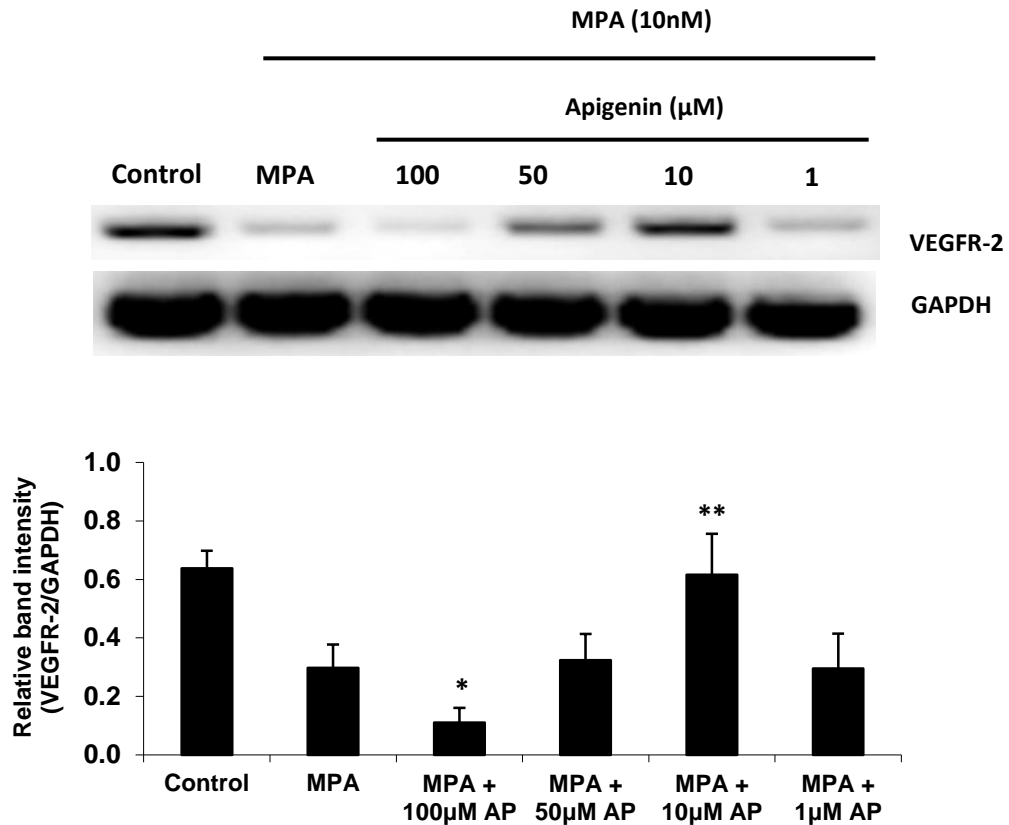 MPA (10nM)
Apigenin (µM)
Control MPA 100 50 10 1
VEGFR-2
GAPDH
Relative band intensity
(VEGFR-2/GAPDH)
1.0
0.8
0.6
0.4
0.2
0.0
*
**
Control MPA MPA + MPA + MPA + MPA +
100µM AP 50µM AP 10µM AP 1µM AP